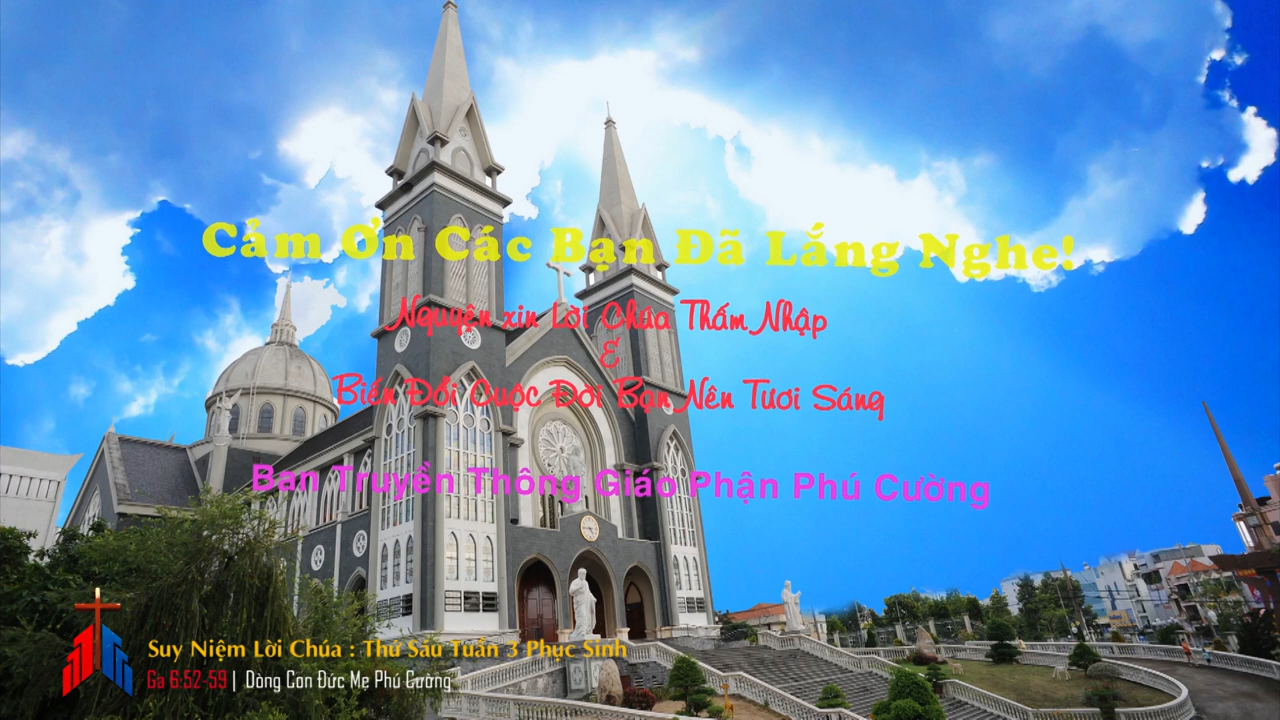 Cảm Ơn Các Bạn Đã Lắng Nghe!
Nguyện xin Lời Chúa Thấm Nhập
&
Biến Đổi Cuộc Đời Bạn Nên Tươi Sáng
Ban Truyền Thông Giáo Phận Phú Cường
Suy Niệm Lời Chúa : Thứ Sáu Tuần 3 Phục Sinh
Ga 6:52-59 | Dòng Con Đức Mẹ Phú Cường